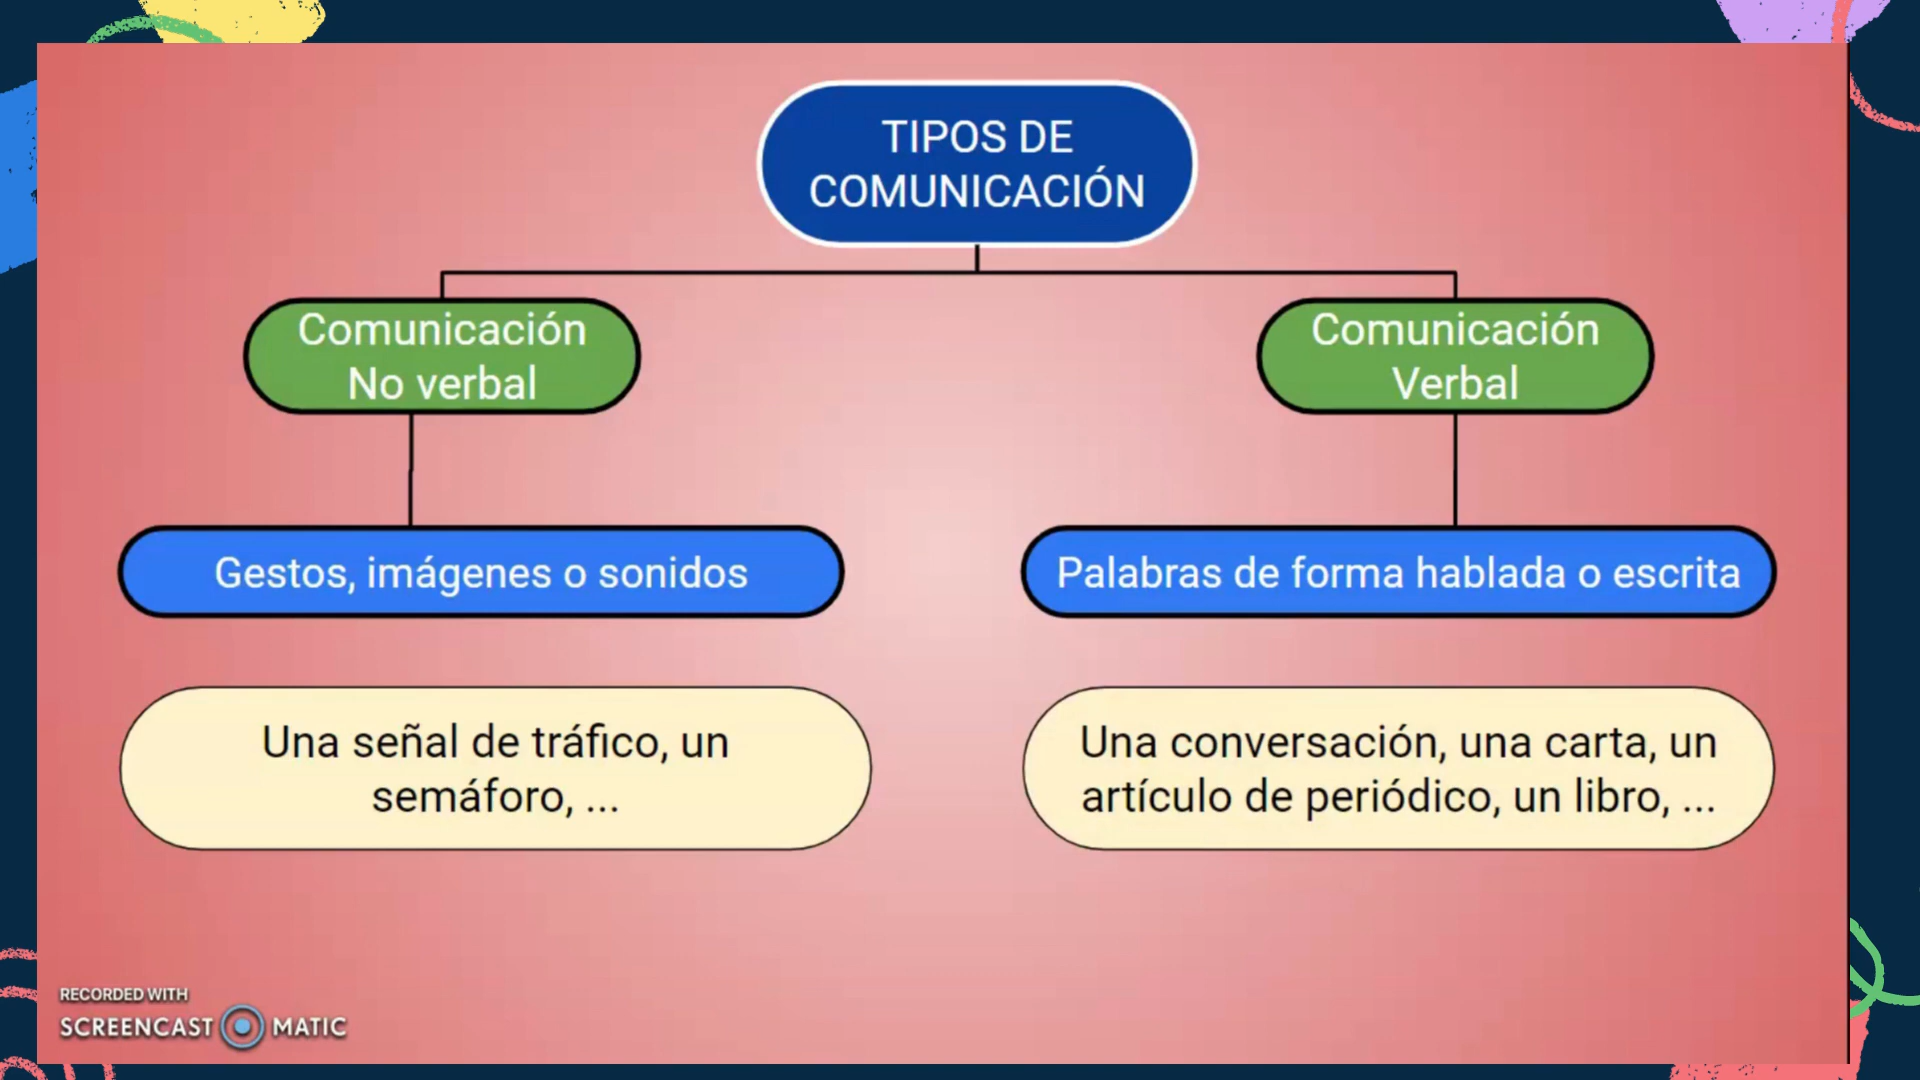 TIPOS DE
COMUNICACIÓN
Comunicación
No verbal
Comunicación
Verbal
Gestos, imágenes o sonidos
Palabras de forma hablada o escrita
Una señal de tráfico, un
semáforo, ...
Una conversación, una carta, un
artículo de periódico, un libro, ...
RECORDED WITH
SCREENCAST MATIC